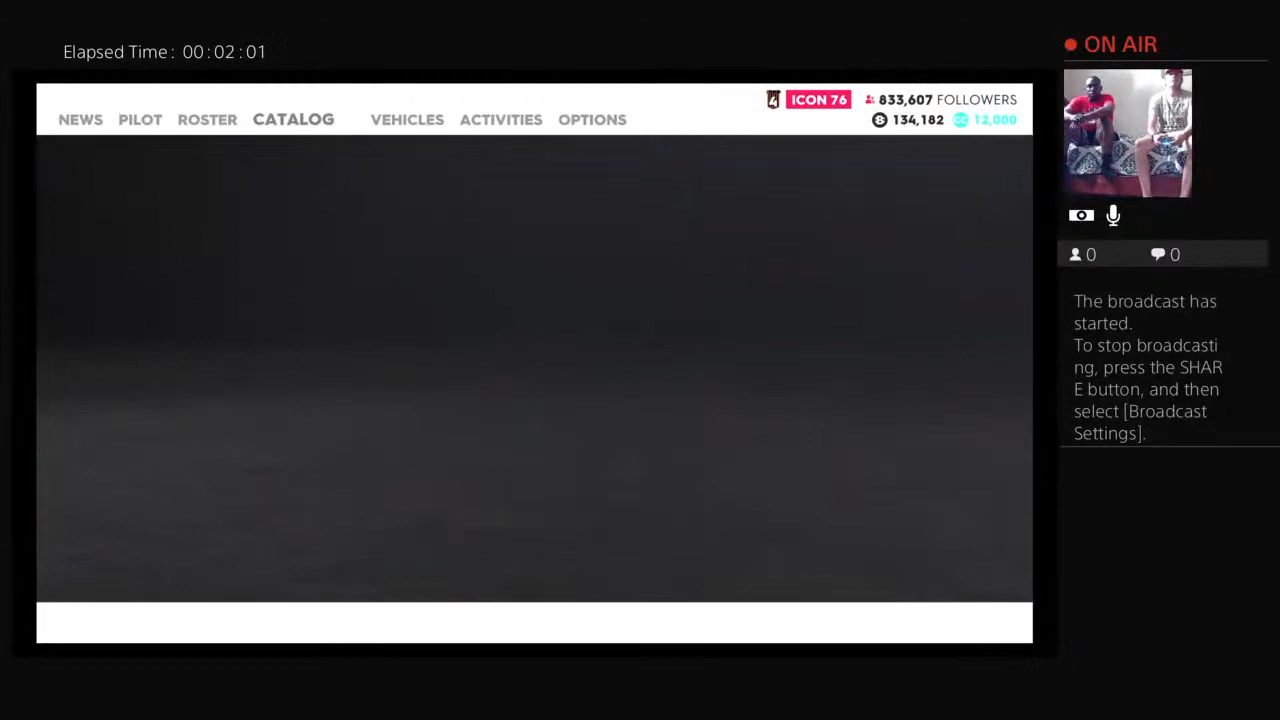 Elapsed Time: 00:02:01
ON AIR
ICON 76 833,607 FOLLOWERS
NEWS PILOT ROSTER CATALOG VEHICLES ACTIVITIES OPTIONS
134,182 CC 12,000
0 0
The broadcast has
started.
To stop broadcasti
ng, press the SHAR
E button, and then
select [Broadcast
Settings].